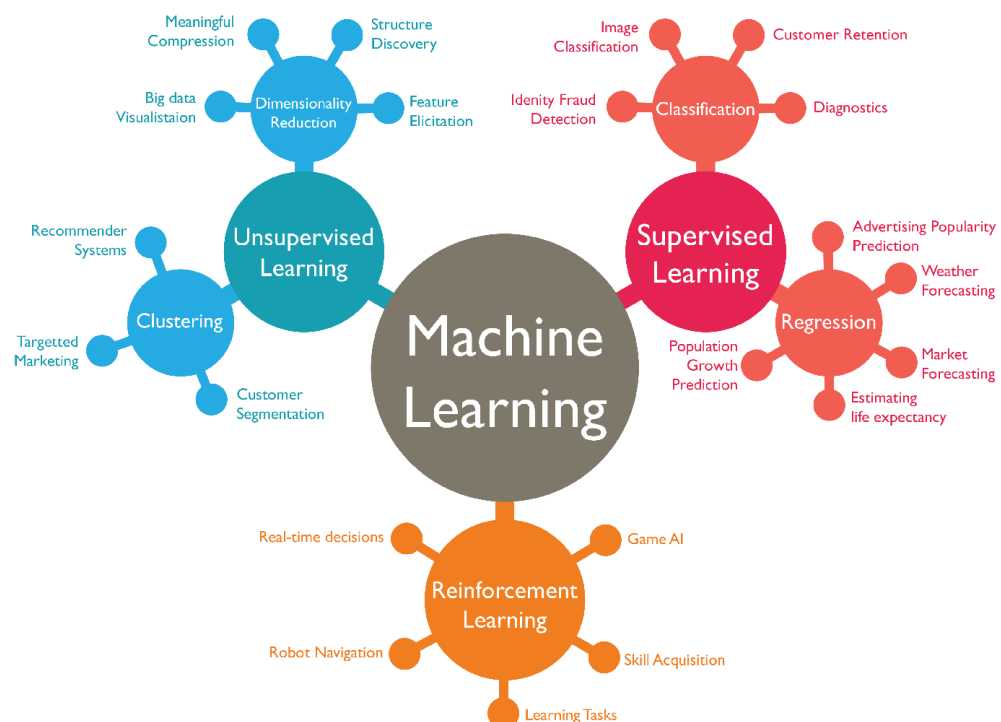 Meaningful
Compression
Structure
Discovery
Big data
Visualistaion
Dimensionality
Reduction
Feature
Elicitation
Unsupervised
Learning
Recommender
Systems
Clustering
Targetted
Marketing
Customer
Segmentation
Machine
Learning
Image
Classification
Customer Retention
Idenity Fraud
Detection
Classification
Diagnostics
Supervised
Learning
Advertising Popularity
Prediction
Weather
Forecasting
Regression
Population
Growth
Prediction
Market
Forecasting
Estimating
life expectancy
Real-time decisions
Game AI
Reinforcement
Learning
Robot Navigation
Skill Acquisition
Learning Tasks